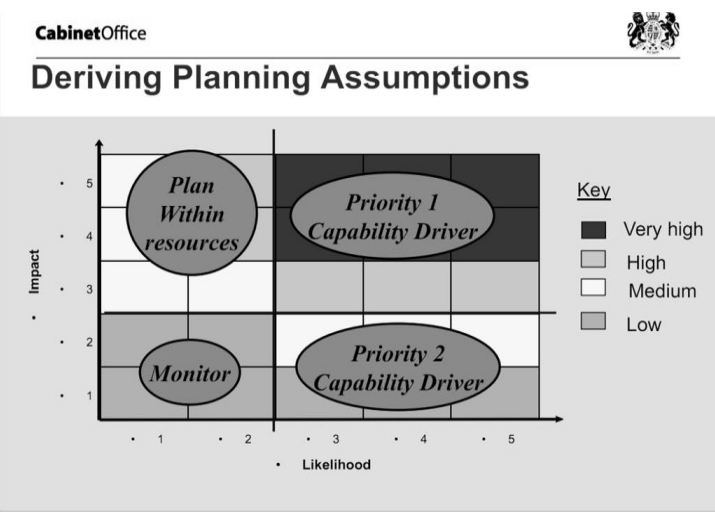 CabinetOffice
Deriving Planning Assumptions
Plan
Within
resources
Priority 1
Capability Driver
Monitor
Priority 2
Capability Driver
Impact
• 5
• 4
• 3
• 2
• 1
• 1
• 2
• 3
• 4
• 5
• Likelihood
Key
Very high
High
Medium
Low